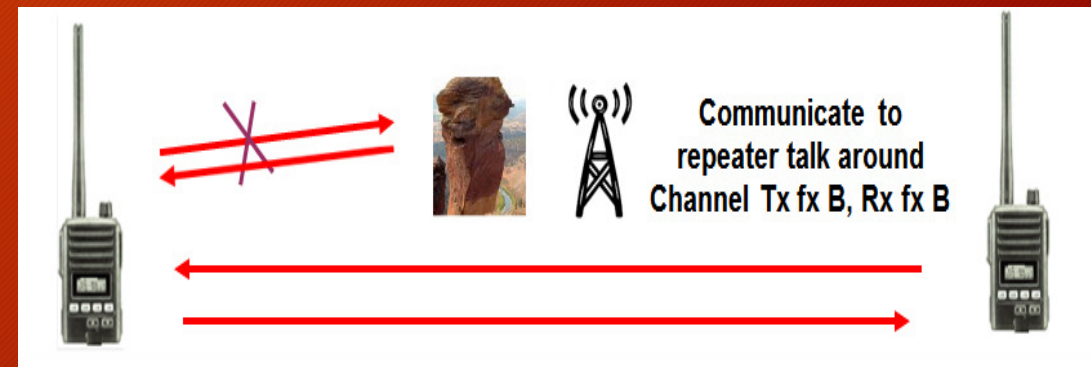 Communicate to
repeater talk around
Channel Tx fx B, Rx fx B